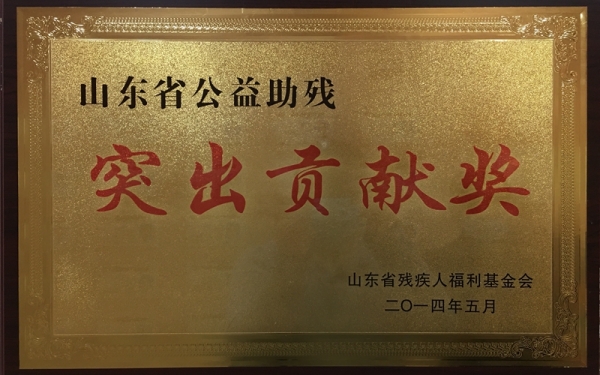 山东省公益助残
突出贡献奖
山东省残疾人福利基金会
二〇一四年五月